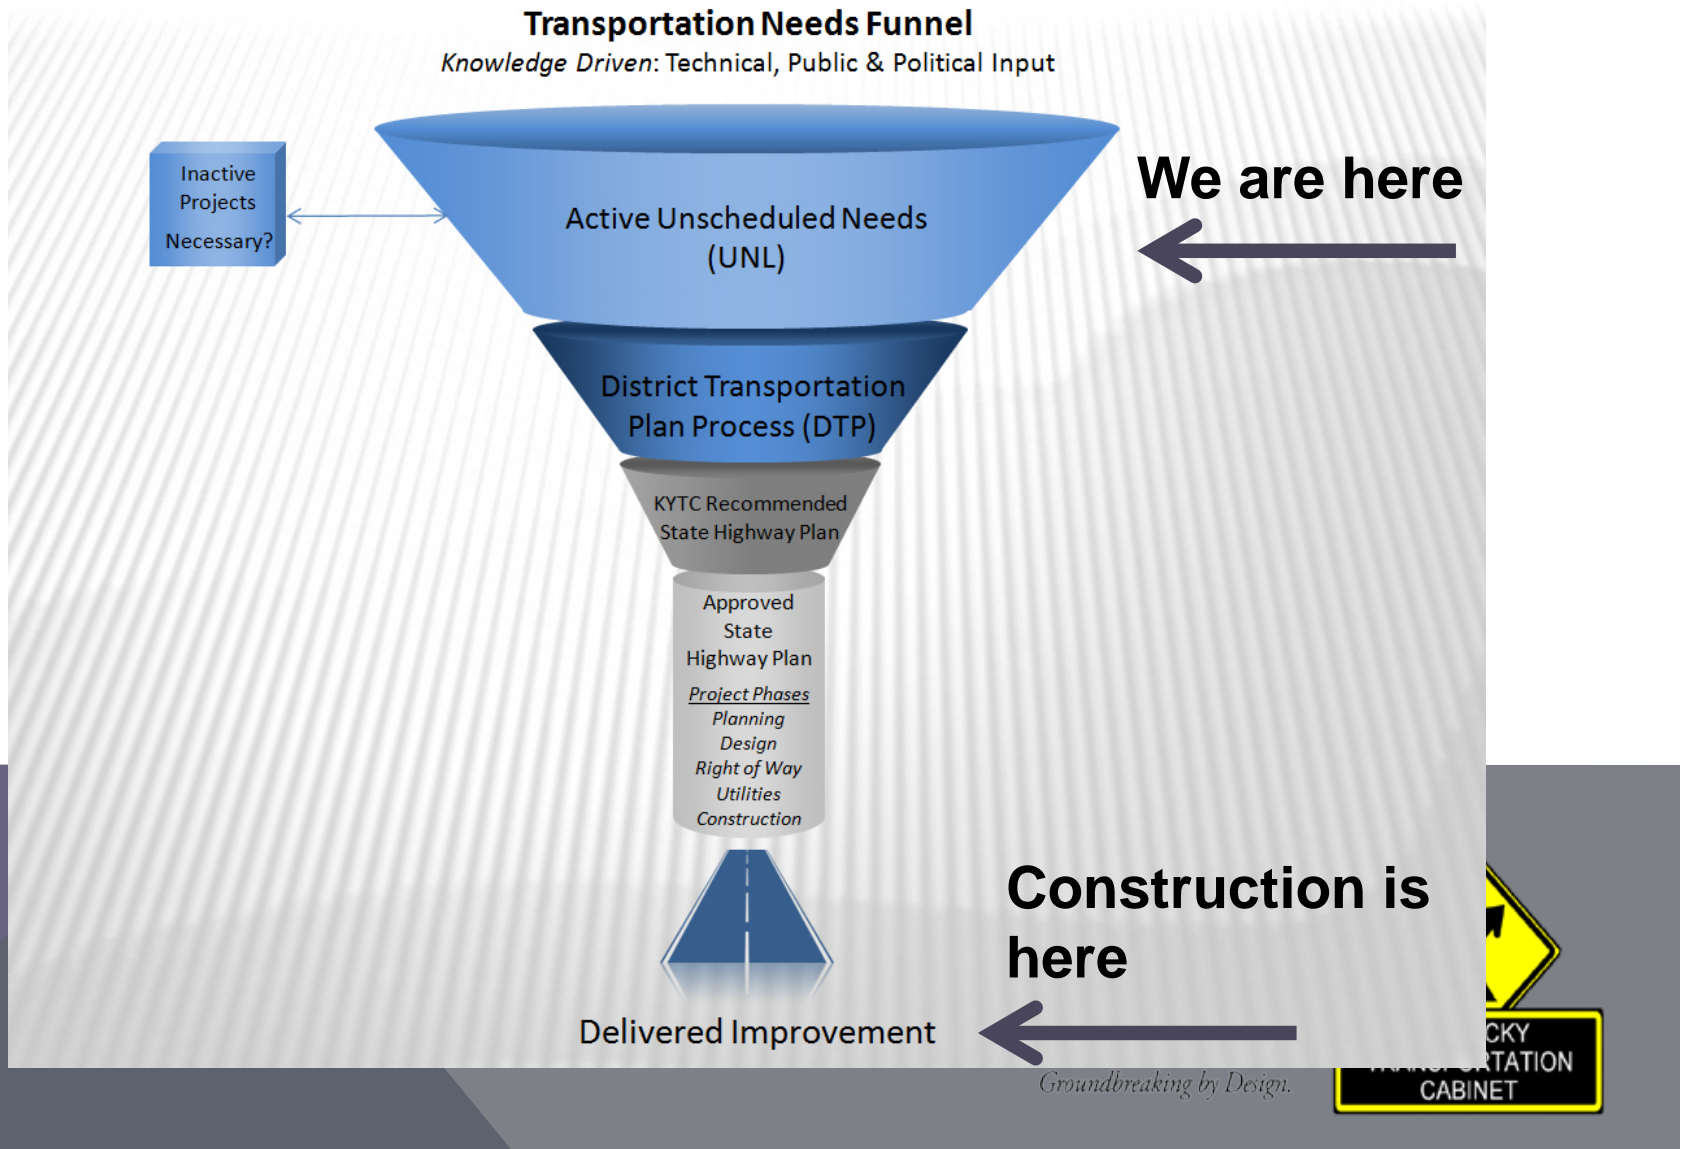 Transportation Needs Funnel
Knowledge Driven: Technical, Public & Political Input
Inactive
Projects
Necessary?
We are here
Active Unscheduled Needs
(UNL)
District Transportation
Plan Process (DTP)
KYTC Recommended
State Highway Plan
Approved
State
Highway Plan
Project Phases
Planning
Design
Right of Way
Utilities
Construction
Construction is
here
Delivered Improvement
Groundbreaking by Design.
CKY
RTATION
CABINET